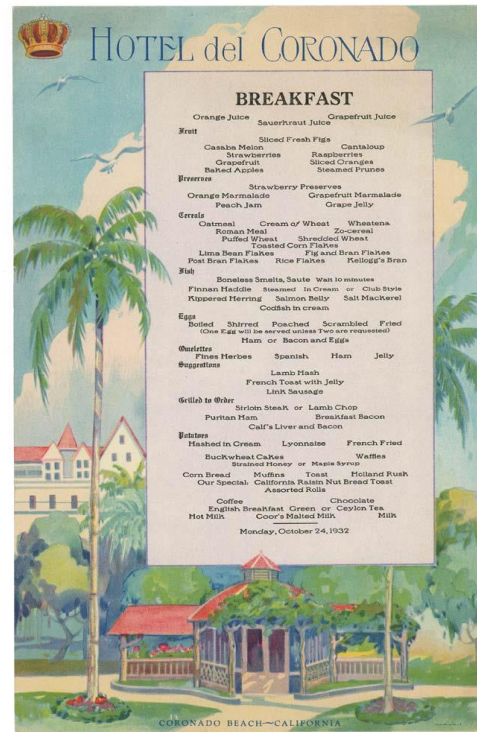 HOTEL del CORONADO
BREAKFAST
Orange Juice Grapefruit Juice
Sauerkraut Juice
Fruit
Sliced Fresh Figs
Casaba Melon Cantaloup
Strawberries Raspberries
Grapefruit Sliced Oranges
Baked Apples Steamed Prunes
Preserves
Strawberry Preserves
Orange Marmalade Grapefruit Marmalade
Peach Jam Grape Jelly
Cereals
Oatmeal Cream of Wheat Wheatena
Roman Meal Zo-cereal
Puffed Wheat Shredded Wheat
Toasted Corn Flakes
Lima Bean Flakes Fig and Bran Flakes
Post Bran Flakes Rice Flakes Kellogg's Bran
Fish
Boneless Smelts, Saute Wait 10 minutes
Finnan Haddie Steamed In Cream or Club Style
Kippered Herring Salmon Belly Salt Mackerel
Codfish in cream
Eggs
Boiled Shirred Poached Scrambled Fried
(One Egg will be served unless Two are requested)
Ham or Bacon and Eggs
Omelettes
Fines Herbes Spanish Ham Jelly
Suggestions
Lamb Hash
French Toast with Jelly
Link Sausage
Grilled to Order
Sirloin Steak or Lamb Chop
Puritan Ham Breakfast Bacon
Calf's Liver and Bacon
Potatoes
Hashed in Cream Lyonnaise French Fried
Buckwheat Cakes Waffles
Strained Honey or Maple Syrup
Corn Bread Muffins Toast Holland Rusk
Our Special: California Raisin Nut Bread Toast
Assorted Rolls
Coffee Chocolate
English Breakfast Green or Ceylon Tea
Hot Milk Coor's Malted Milk Milk
Monday, October 24, 1932
CORONADO BEACH~CALIFORNIA